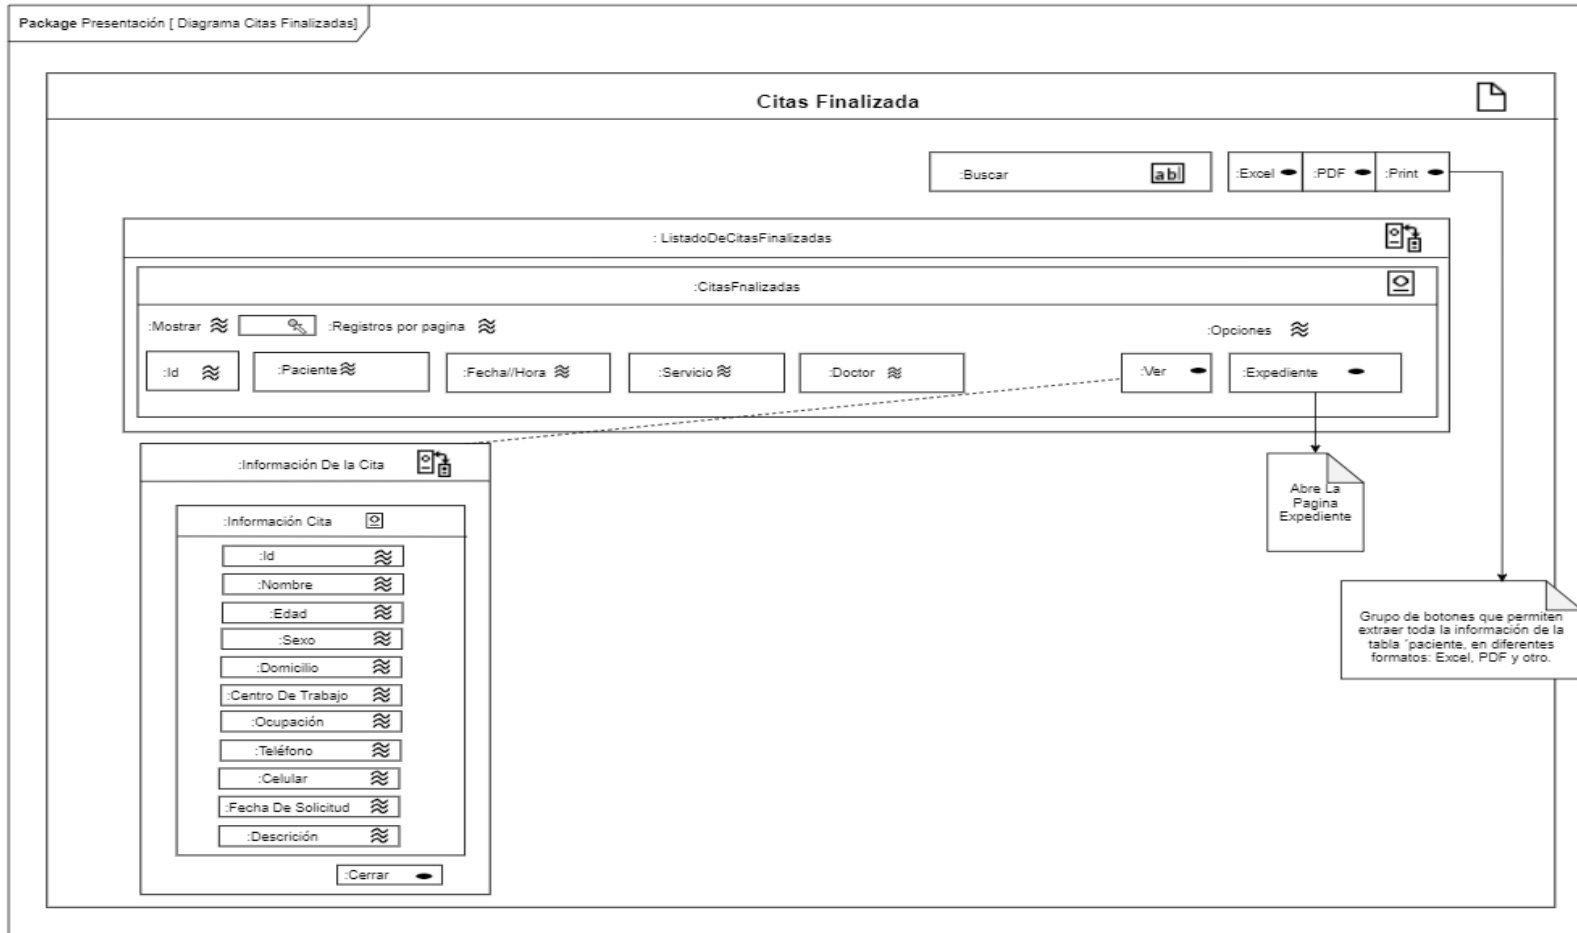 Package Presentación [ Diagrama Citas Finalizadas]
Citas Finalizada
:Buscar
ab
:Excel
:PDF
:Print
: ListadoDeCitasFinalizadas
:CitasFnalizadas
:Mostrar
:Registros por pagina
:Opciones
:Id
:Paciente
:Fecha//Hora
:Servicio
:Doctor
:Ver
:Expediente
:Información De la Cita
:Información Cita
:Id
:Nombre
:Edad
:Sexo
:Domicilio
:Centro De Trabajo
:Ocupación
:Teléfono
:Celular
:Fecha De Solicitud
:Descrición
:Cerrar
Abre La
Pagina
Expediente
Grupo de botones que permiten
extraer toda la información de la
tabla ´paciente, en diferentes
formatos: Excel, PDF y otro.